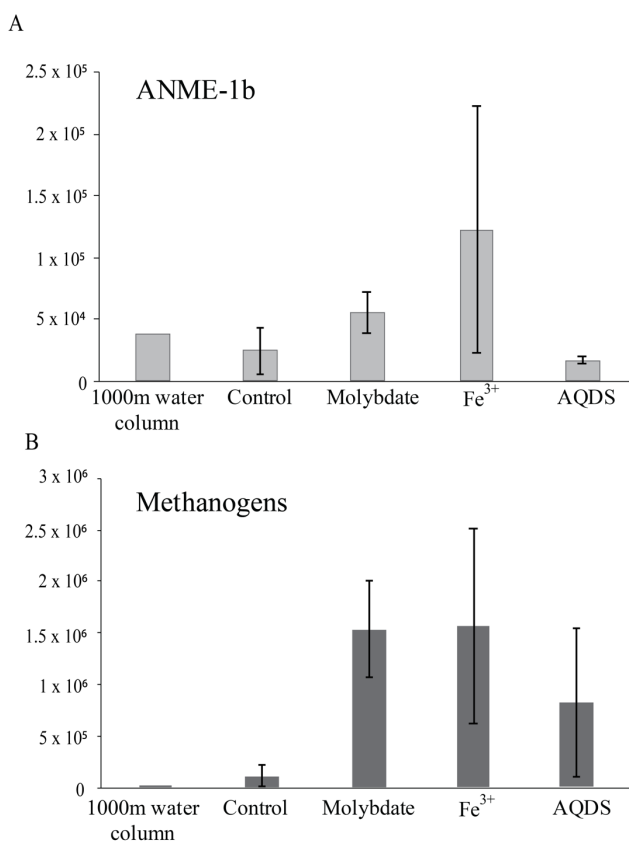 A
2.5 x 10⁵
ANME-1b
2 x 10⁵
1.5 x 10⁵
1 x 10⁵
5 x 10⁴
0
1000m water column Control Molybdate Fe³⁺ AQDS
B
3 x 10⁶
Methanogens
2.5 x 10⁶
2 x 10⁶
1.5 x 10⁶
1 x 10⁶
5 x 10⁵
0
1000m water column Control Molybdate Fe³⁺ AQDS